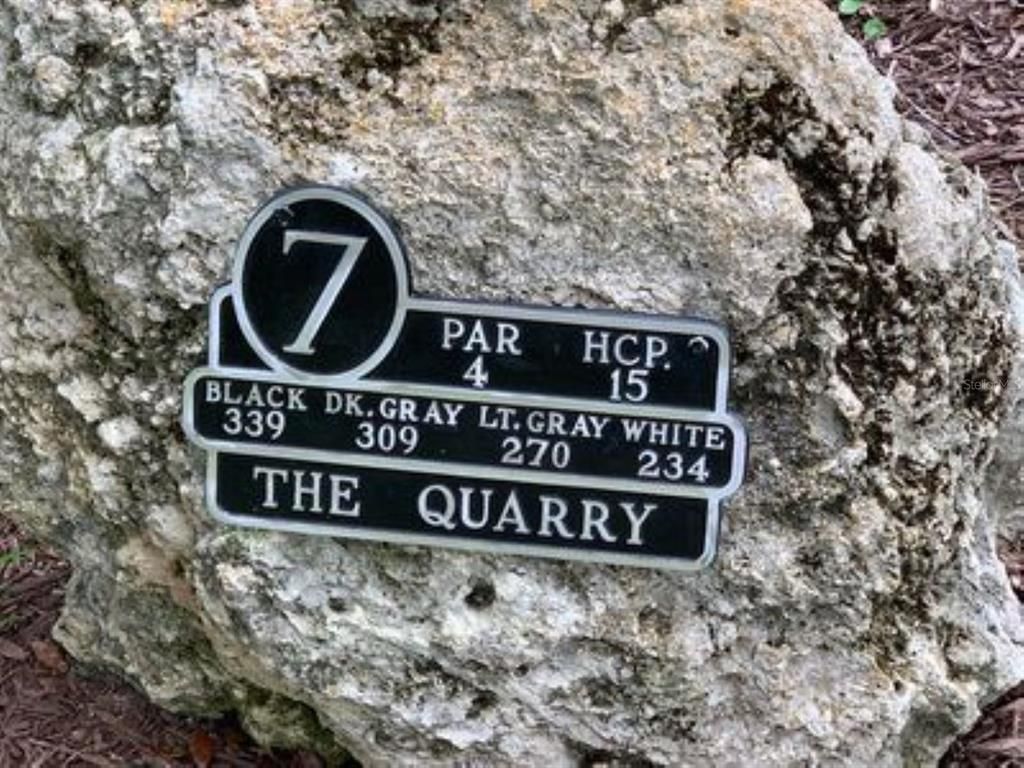 7
PAR HCP.
4 15
BLACK DK.GRAY LT.GRAY WHITE
339 309 270 234
THE QUARRY